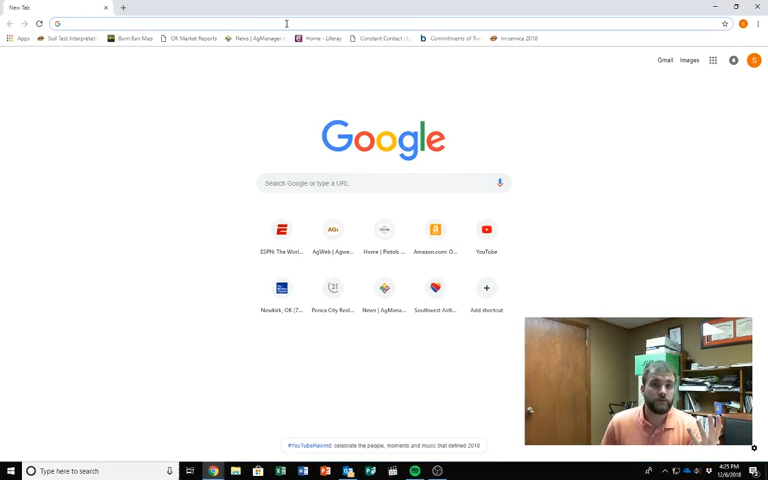 New Tab
Apps Soil Test Interpretati Burn Ban Map OK Market Reports News | AgManage Home - Liferay Constant Contact : L Commitments of Tra In-service 2018
Gmail Images S
Google
Search Google or type a URL
ESPN: The Worl... AgWeb | Agwe... Home | Pistols ... Amazon.com: O... YouTube
Newkirk, OK (7... Ponca City Real... News | AgMana... Southwest Airli... Add shortcut
#YouTubeRewind: celebrate the people, moments and music that defined 2018
Type here to search
4:25 PM
12/6/2018